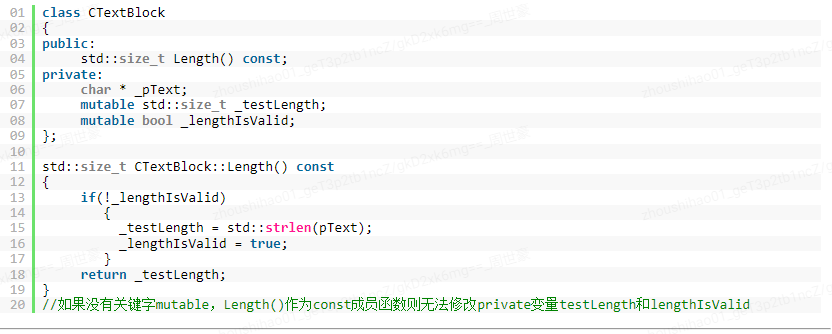 01 class CTextBlock
02 {
03 public:
04 std::size_t Length() const;
05 private:
06 char * _pText;
07 mutable std::size_t _testLength;
08 mutable bool _lengthIsValid;
09 };
10
11 std::size_t CTextBlock::Length() const
12 {
13 if(!_lengthIsValid)
14 {
15 _testLength = std::strlen(pText);
16 _lengthIsValid = true;
17 }
18 return _testLength;
19 }
20 //如果没有关键字mutable，Length()作为const成员函数则无法修改private变量testLength和lengthIsValid